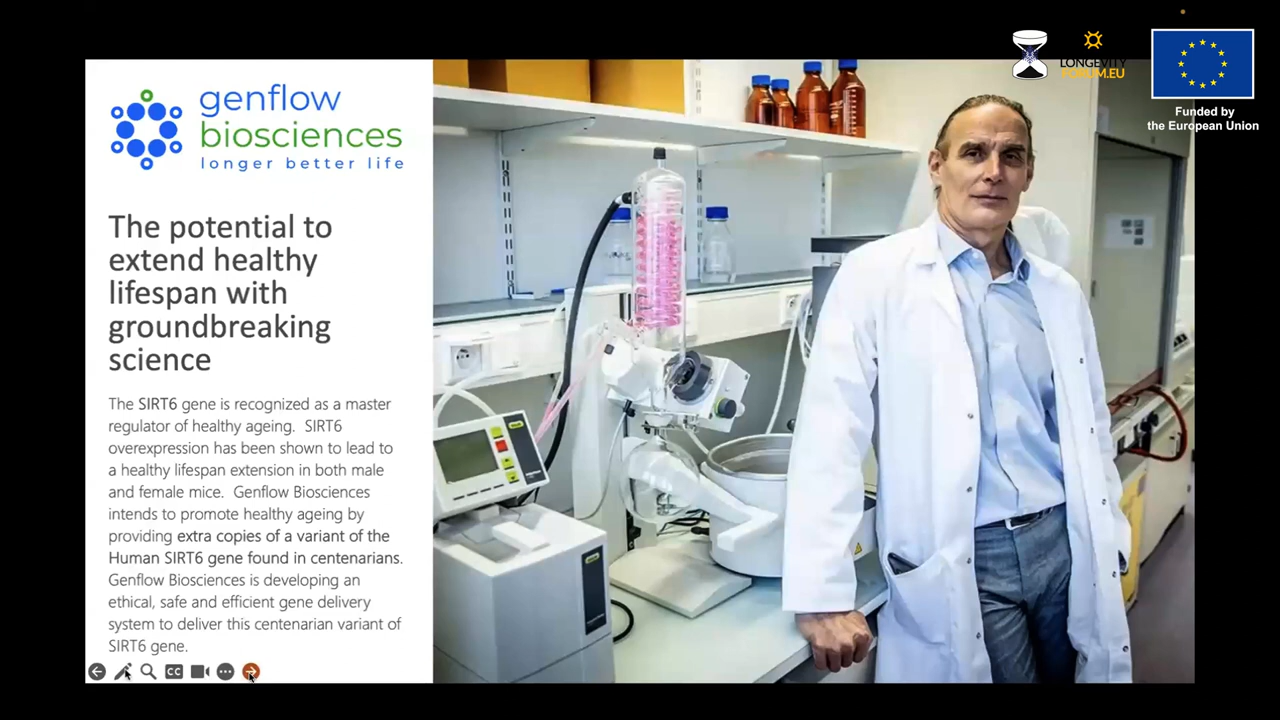 genflow
biosciences
longer better life
The potential to
extend healthy
lifespan with
groundbreaking
science
The SIRT6 gene is recognized as a master
regulator of healthy ageing. SIRT6
overexpression has been shown to lead to
a healthy lifespan extension in both male
and female mice. Genflow Biosciences
intends to promote healthy ageing by
providing extra copies of a variant of the
Human SIRT6 gene found in centenarians.
Genflow Biosciences is developing an
ethical, safe and efficient gene delivery
system to deliver this centenarian variant of
SIRT6 gene.
CC
LONGEVITY
FORUM.EU
Funded by
the European Union